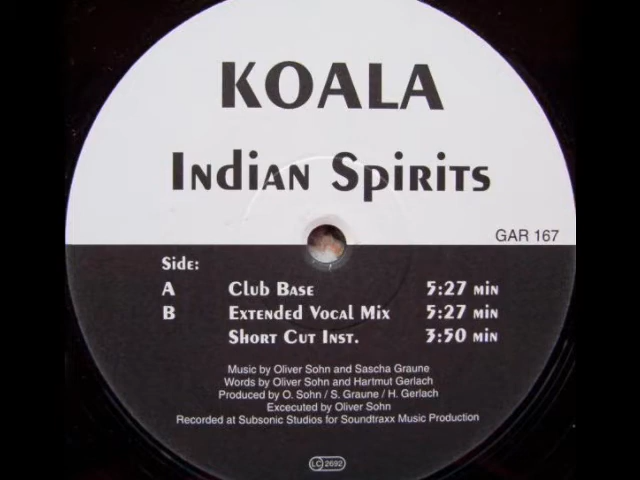 KOALA
Indian Spirits
GAR 167
Side:
A Club Base 5:27 min
B Extended Vocal Mix 5:27 min
Short Cut Inst. 3:50 min
Music by Oliver Sohn and Sascha Graune
Words by Oliver Sohn and Hartmut Gerlach
Produced by O. Sohn / S. Graune / H. Gerlach
Excecuted by Oliver Sohn
Recorded at Subsonic Studios for Soundtraxx Music Production
LC 2692